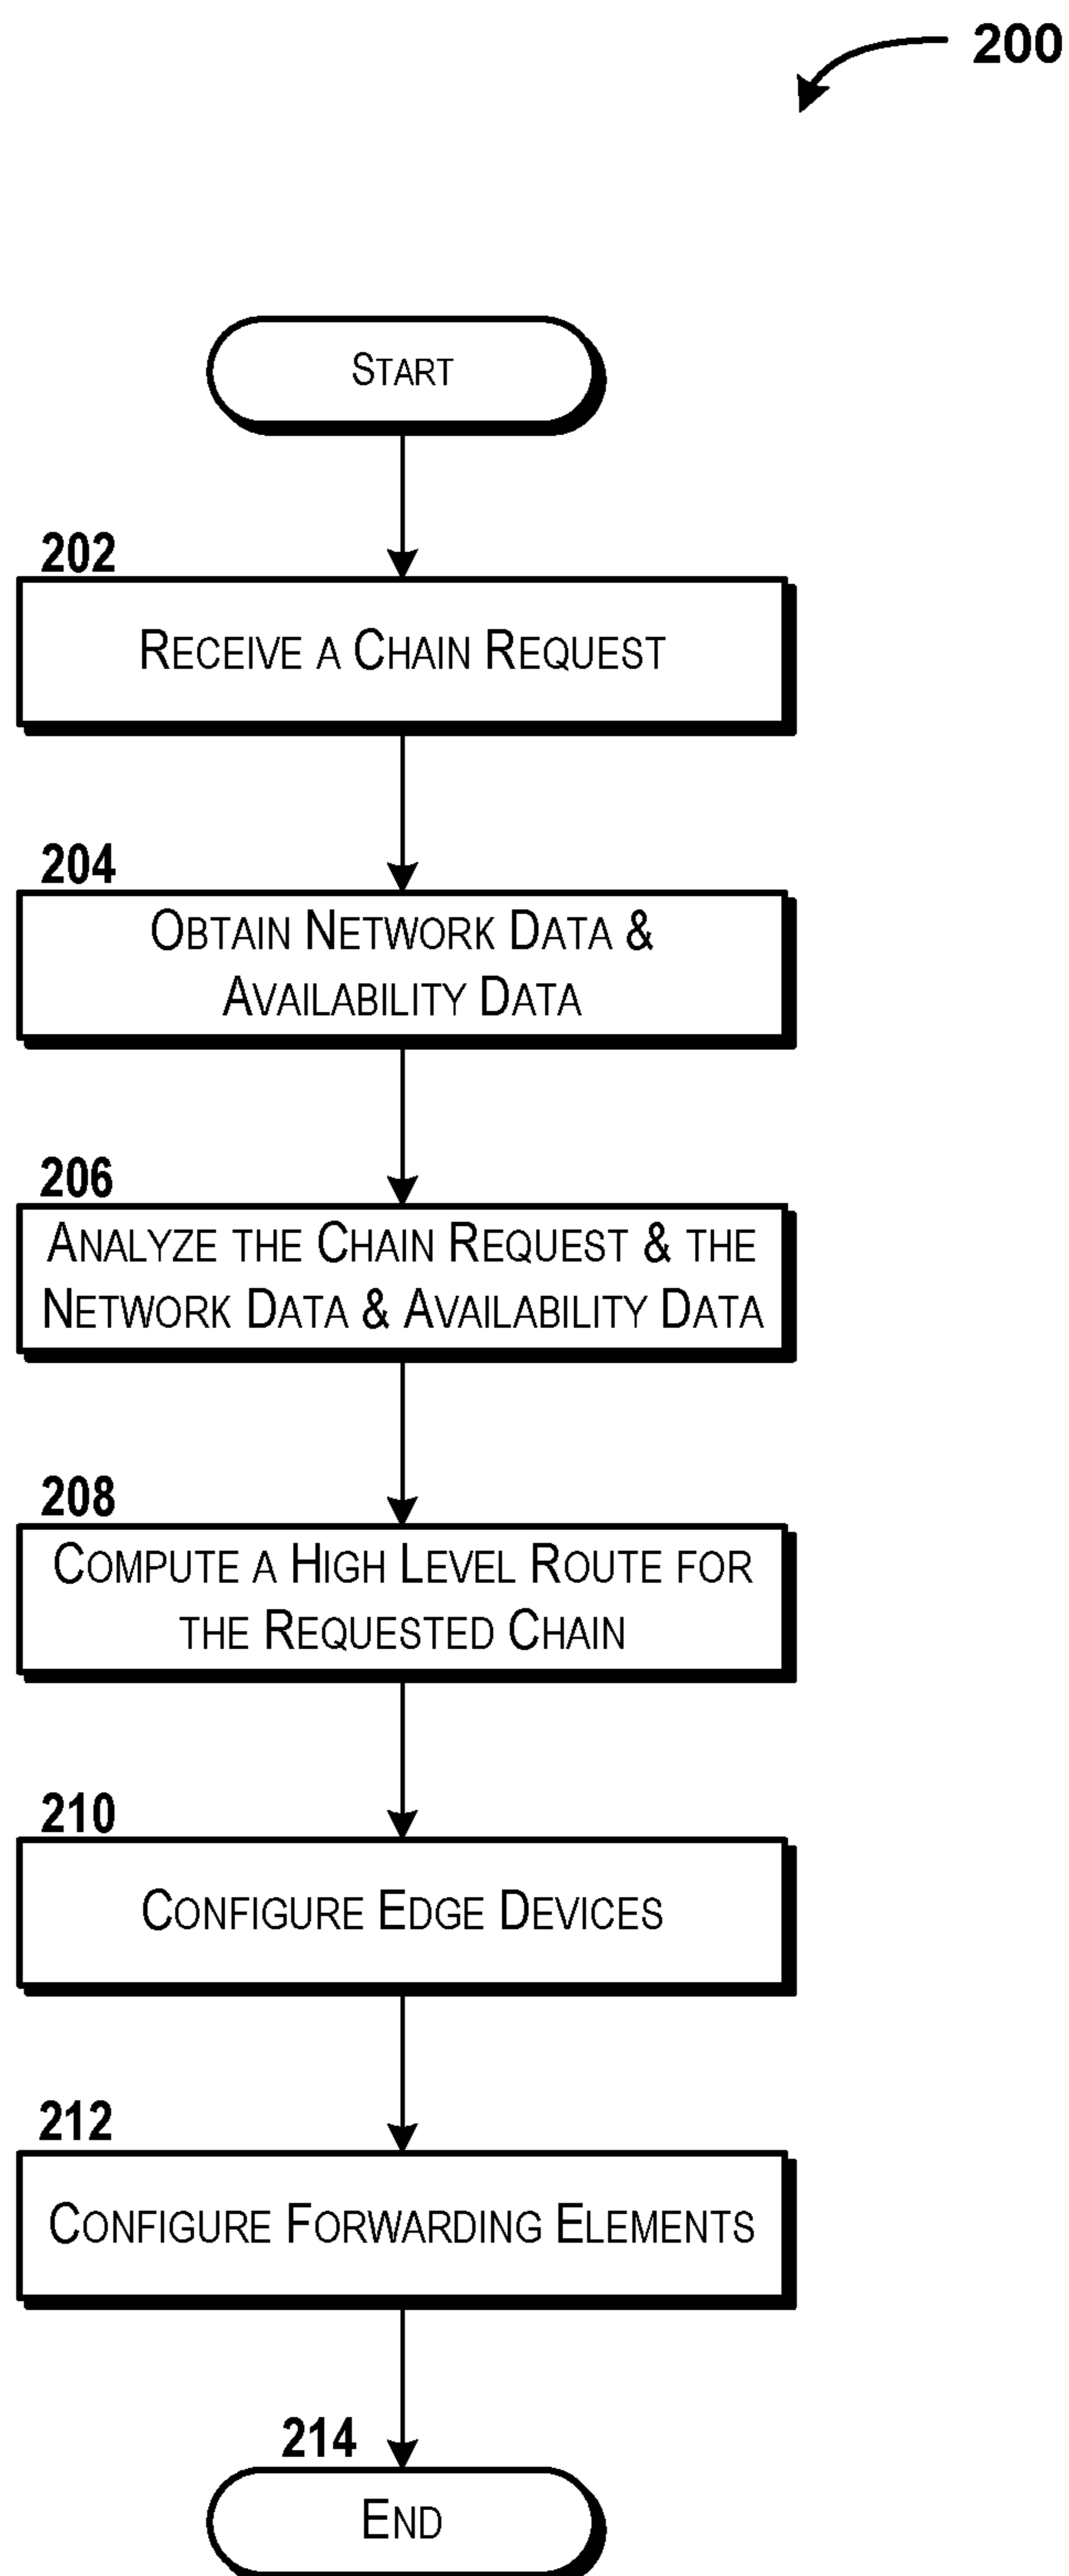 200
START
202
RECEIVE A CHAIN REQUEST
204
OBTAIN NETWORK DATA &
AVAILABILITY DATA
206
ANALYZE THE CHAIN REQUEST & THE
NETWORK DATA & AVAILABILITY DATA
208
COMPUTE A HIGH LEVEL ROUTE FOR
THE REQUESTED CHAIN
210
CONFIGURE EDGE DEVICES
212
CONFIGURE FORWARDING ELEMENTS
214
END